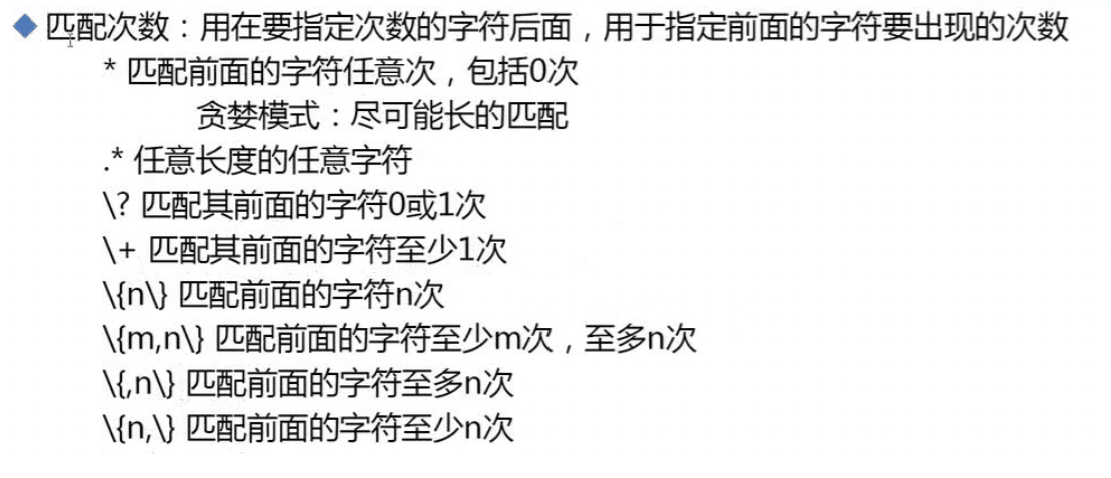 匹配次数：用在要指定次数的字符后面，用于指定前面的字符要出现的次数
* 匹配前面的字符任意次，包括0次
贪婪模式：尽可能长的匹配
.* 任意长度的任意字符
\? 匹配其前面的字符0或1次
\+ 匹配其前面的字符至少1次
\{n\} 匹配前面的字符n次
\{m,n\} 匹配前面的字符至少m次，至多n次
\{,n\} 匹配前面的字符至多n次
\{n,\} 匹配前面的字符至少n次